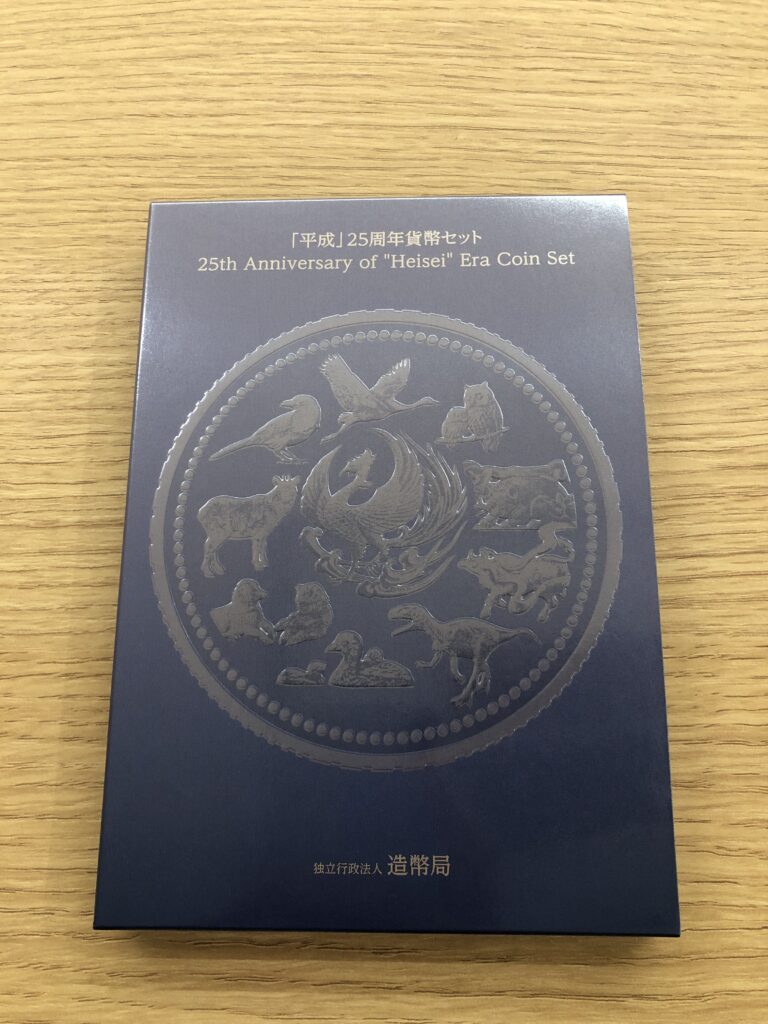 「平成」25周年貨幣セット
25th Anniversary of "Heisei" Era Coin Set
独立行政法人 造幣局